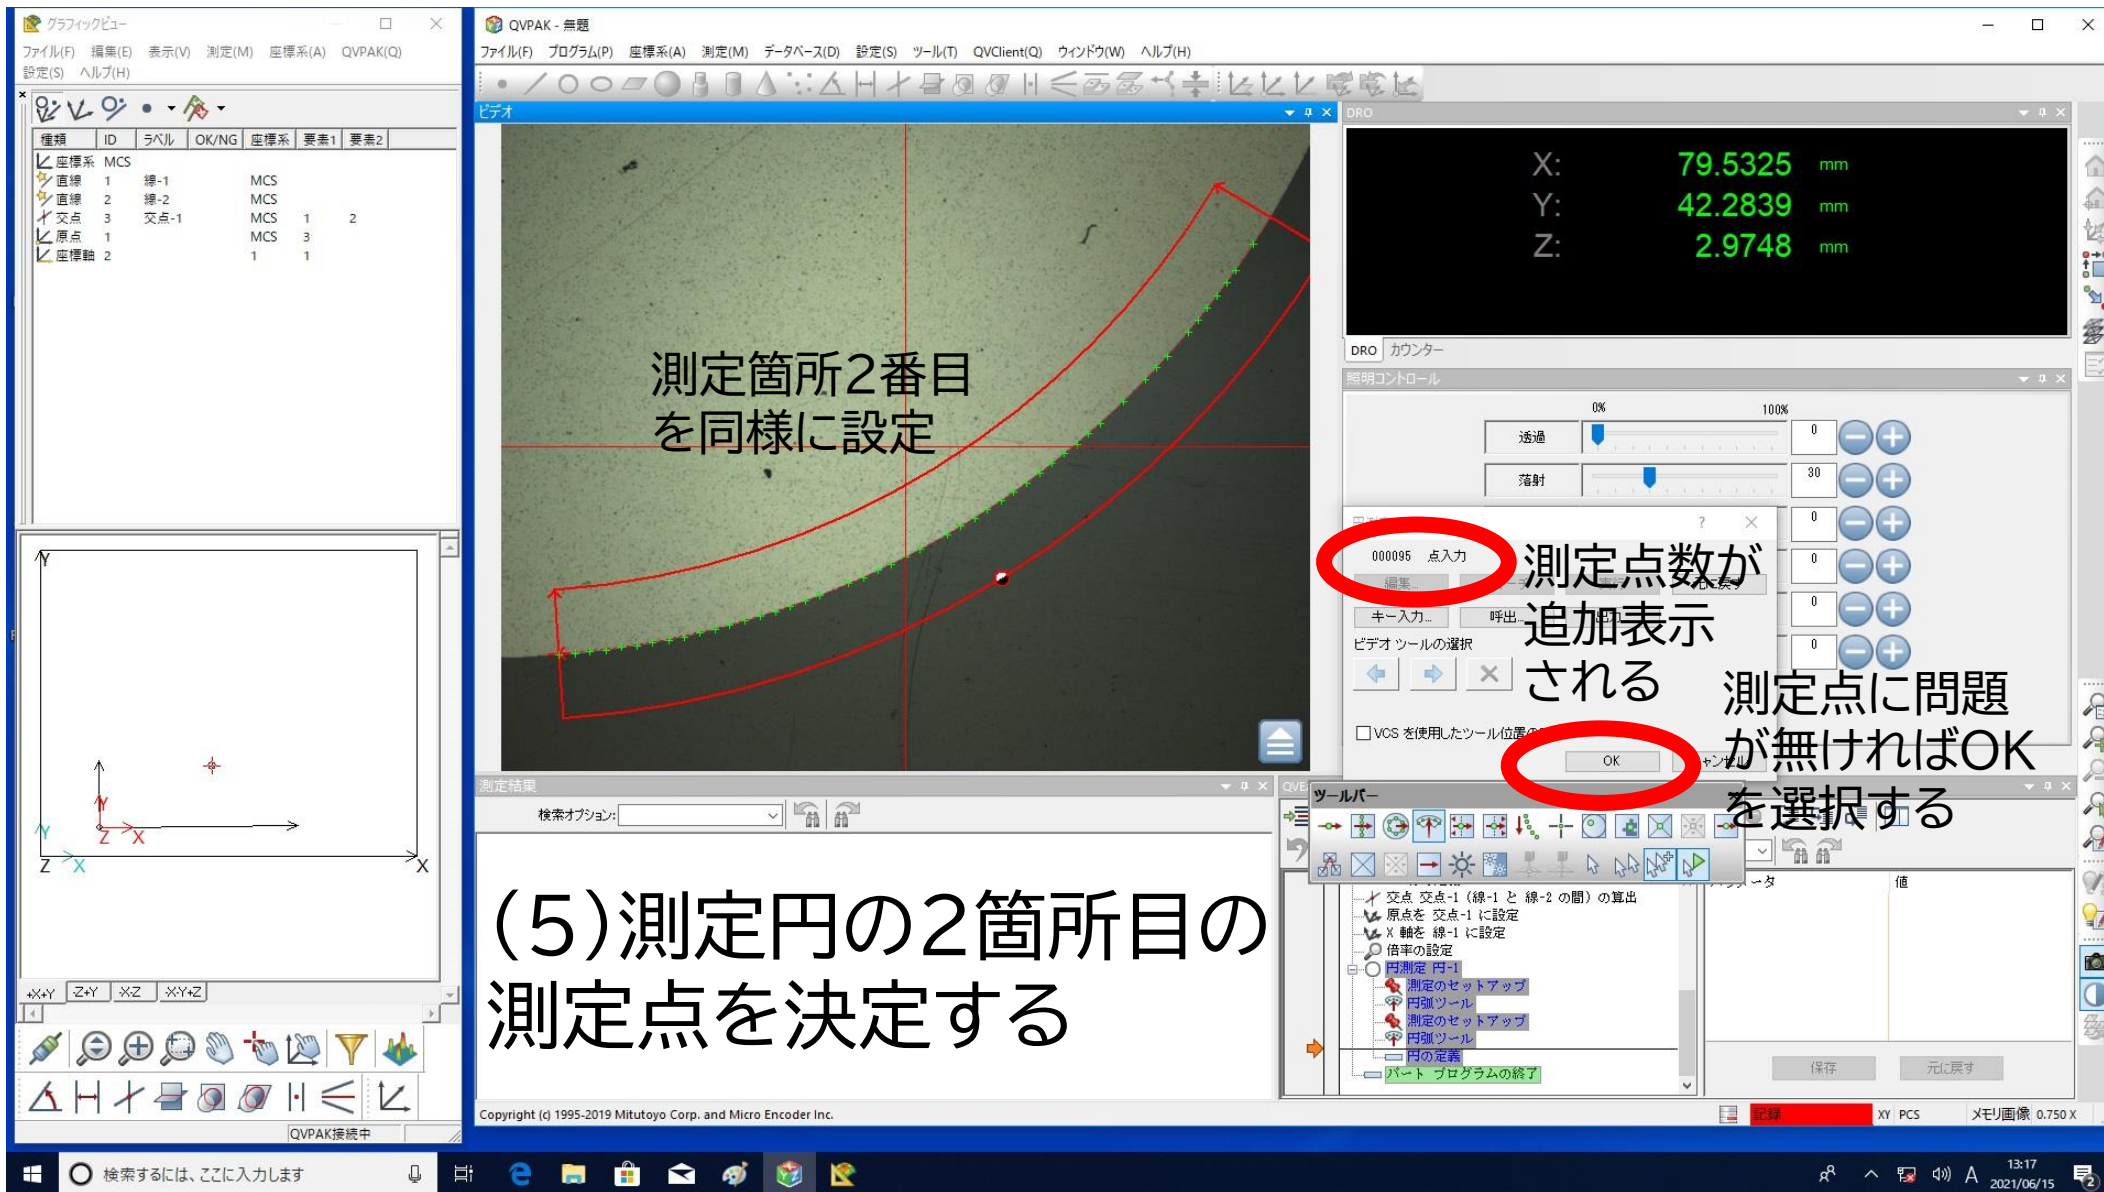 グラフィックビュー
ファイル(F) 編集(E) 表示(V) 測定(M) 座標系(A) QVPAK(Q)
設定(S) ヘルプ(H)
種類 ID ラベル OK/NG 座標系 要素1 要素2
座標系 MCS
直線 1 線-1 MCS
直線 2 線-2 MCS
交点 3 交点-1 MCS 1 2
原点 1 MCS 3
座標軸 2 1 1
Y
Y
Z X
Y
Z X
X
+X+Y -Z+Y -X-Z -X-Y+Z
QVPAK接続中
QVPAK - 無題
ファイル(F) プログラム(P) 座標系(A) 測定(M) データベース(D) 設定(S) ツール(T) QVClient(Q) ウィンドウ(W) ヘルプ(H)
ビデオ
測定箇所2番目
を同様に設定
DRO
X: 79.5325 mm
Y: 42.2839 mm
Z: 2.9748 mm
DRO カウンター
照明コントロール
0% 100%
透過 0
落射 30
0
0
0
0
000095 点入力
編集... 元に戻す
キー入力... 呼出...
ビデオ ツールの選択
VCS を使用したツール位置の
OK
測定点数が
追加表示
される
測定点に問題
が無ければOK
を選択する
測定結果
検索オプション:
ツールバー
(5)測定円の2箇所目の
測定点を決定する
交点 交点-1 (線-1 と 線-2 の間) の算出
原点を 交点-1 に設定
X 軸を 線-1 に設定
倍率の設定
円測定 円-1
測定のセットアップ
円弧ツール
測定のセットアップ
円弧ツール
円の定義
パート プログラムの終了
値
保存 元に戻す
Copyright (c) 1995-2019 Mitutoyo Corp. and Micro Encoder Inc.
記録 XY PCS メモリ画像 0.750 X
検索するには、ここに入力します
A 13:17
2021/06/15
2